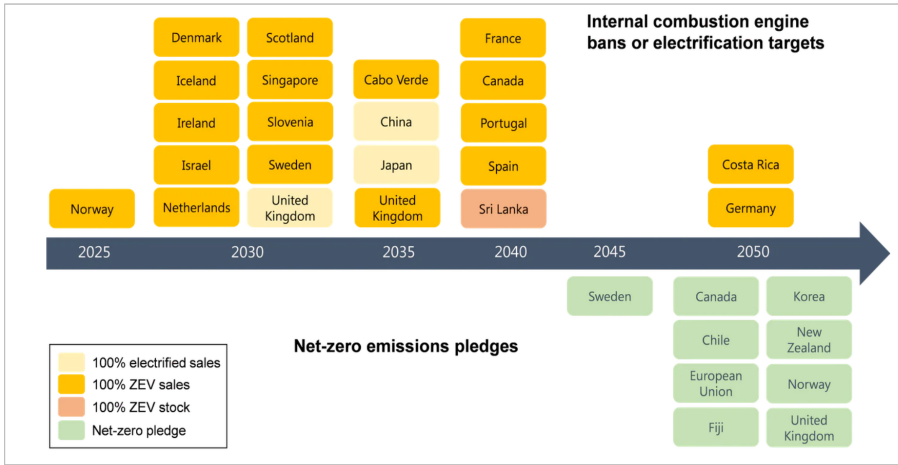 Internal combustion engine
bans or electrification targets
Denmark
Scotland
France
Iceland
Singapore
Cabo Verde
Canada
Ireland
Slovenia
China
Portugal
Israel
Sweden
Japan
Spain
Costa Rica
Norway
Netherlands
United
Kingdom
United
Kingdom
Sri Lanka
Germany
2025
2030
2035
2040
2045
2050
Sweden
Canada
Korea
Net-zero emissions pledges
Chile
New
Zealand
European
Union
Norway
Fiji
United
Kingdom
100% electrified sales
100% ZEV sales
100% ZEV stock
Net-zero pledge